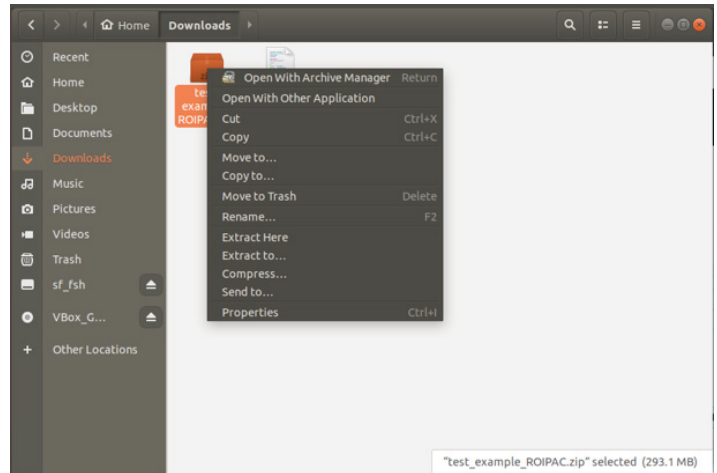 Home
Downloads
Recent
Home
Desktop
Documents
Downloads
Music
Pictures
Videos
Trash
sf_fsh
VBox_G...
Other Locations
te
exam
ROIPA
Open With Archive Manager Return
Open With Other Application
Cut Ctrl+X
Copy Ctrl+C
Move to...
Copy to...
Move to Trash Delete
Rename... F2
Extract Here
Extract to...
Compress...
Send to...
Properties Ctrl+I
"test_example_ROIPAC.zip" selected (293.1 MB)